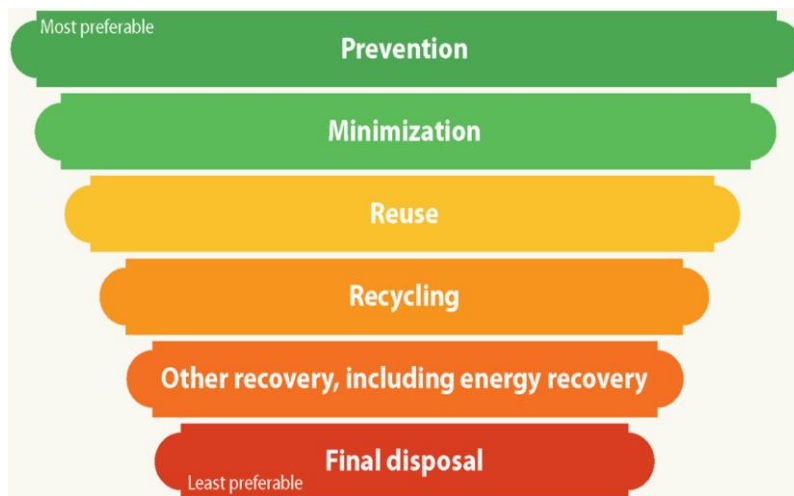 Most preferable
Prevention
Minimization
Reuse
Recycling
Other recovery, including energy recovery
Final disposal
Least preferable